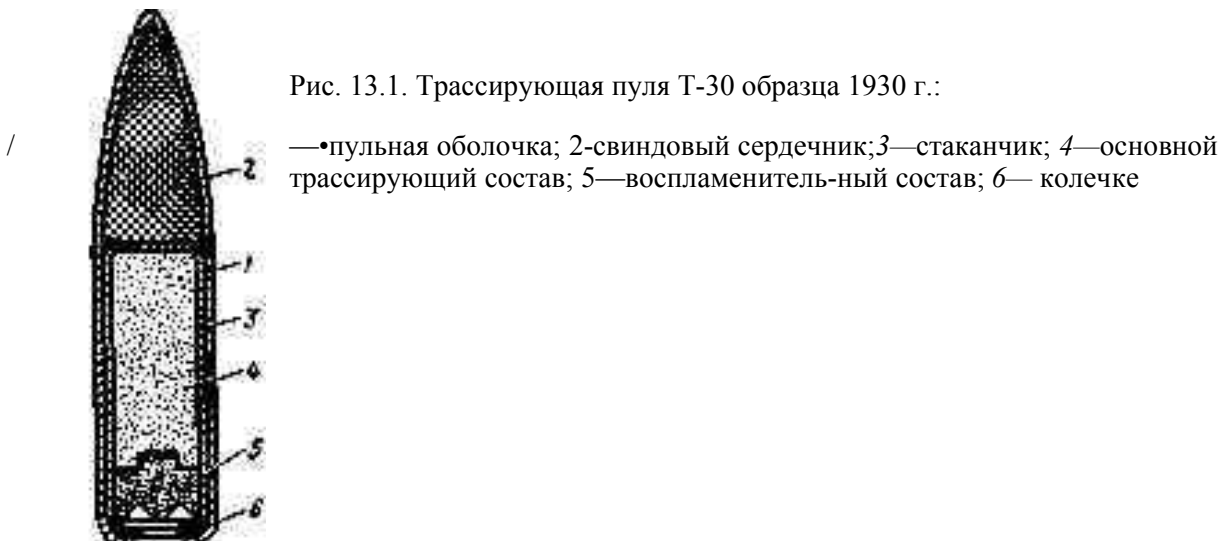 Рис. 13.1. Трассирующая пуля Т-30 образца 1930 г.:
/ —•пульная оболочка; 2-свиндовый сердечник;3—стаканчик; 4—основной
трассирующий состав; 5—воспламенитель-ный состав; 6— колечке
2
1
3
4
5
6